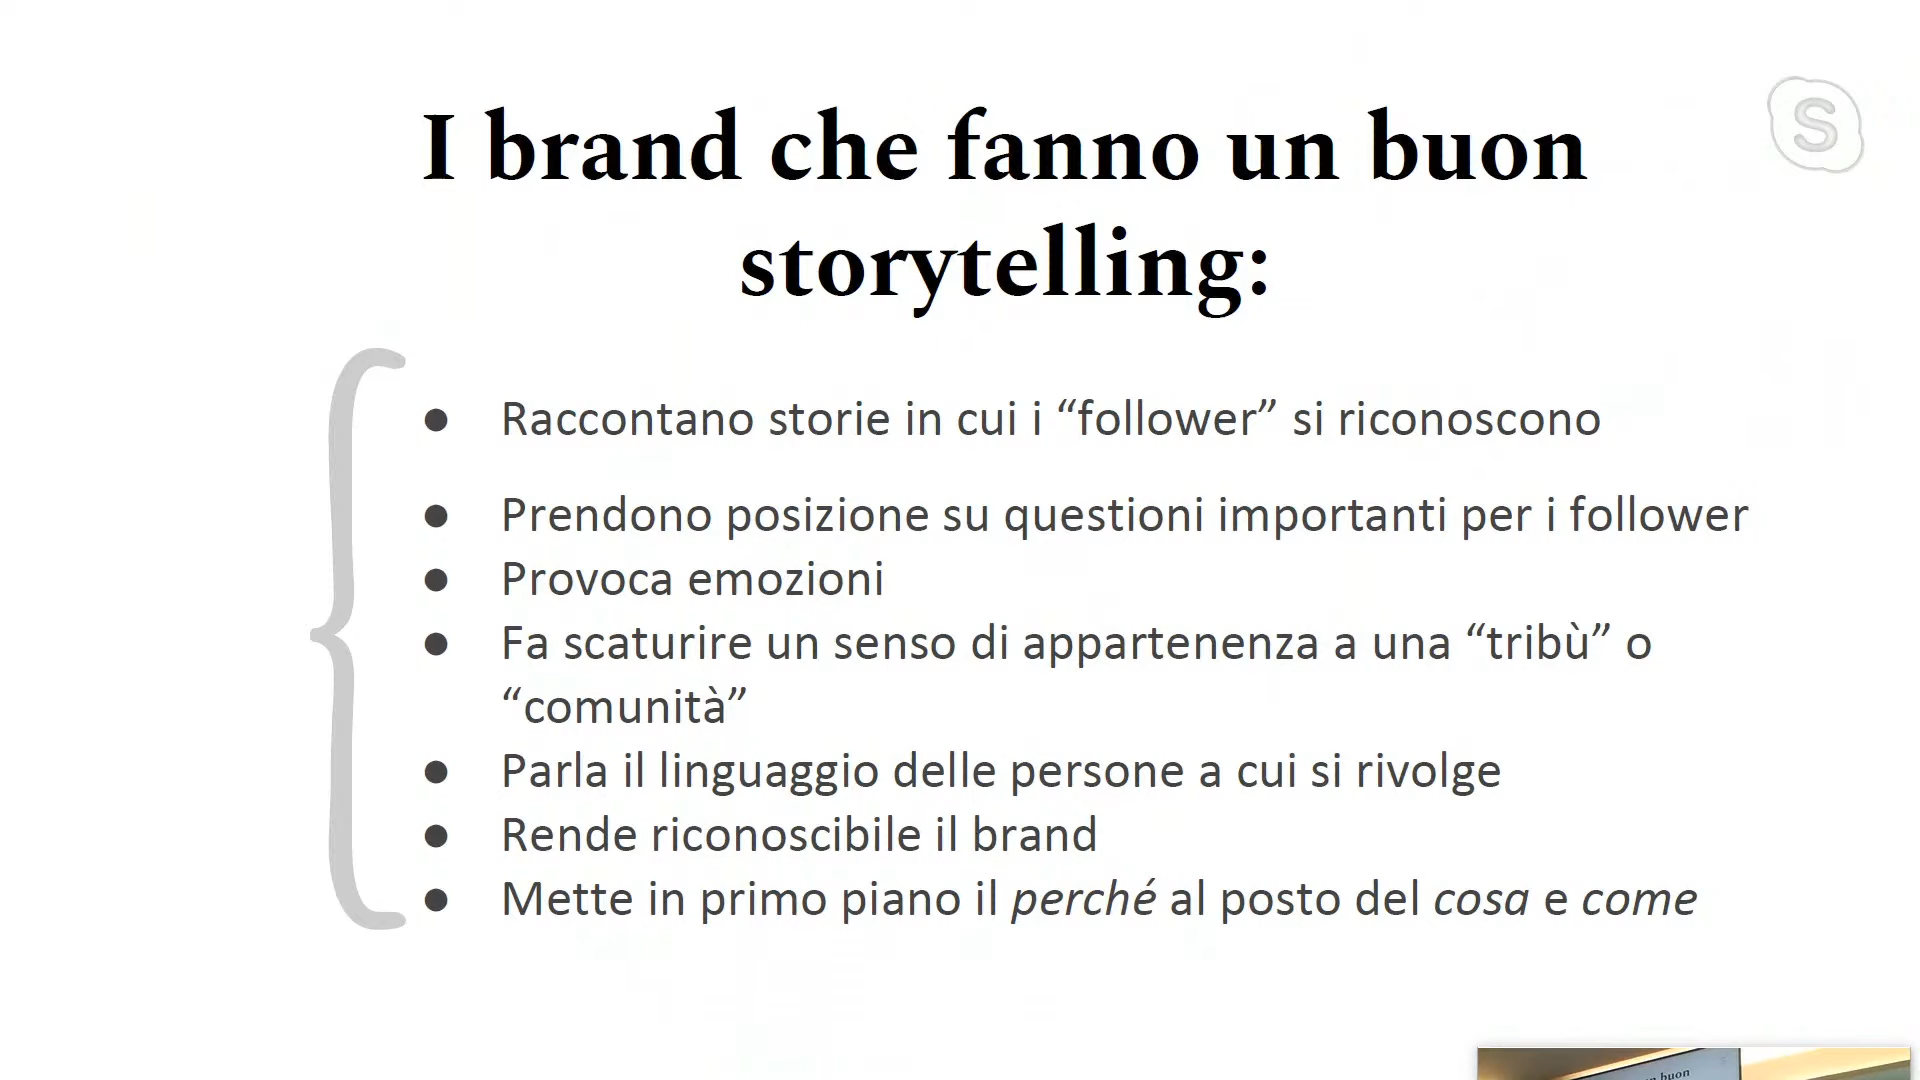 I brand che fanno un buon
storytelling:
S
● Raccontano storie in cui i “follower” si riconoscono
● Prendono posizione su questioni importanti per i follower
● Provoca emozioni
● Fa scaturire un senso di appartenenza a una “tribù” o
“comunità”
● Parla il linguaggio delle persone a cui si rivolge
● Rende riconoscibile il brand
● Mette in primo piano il perché al posto del cosa e come
buon